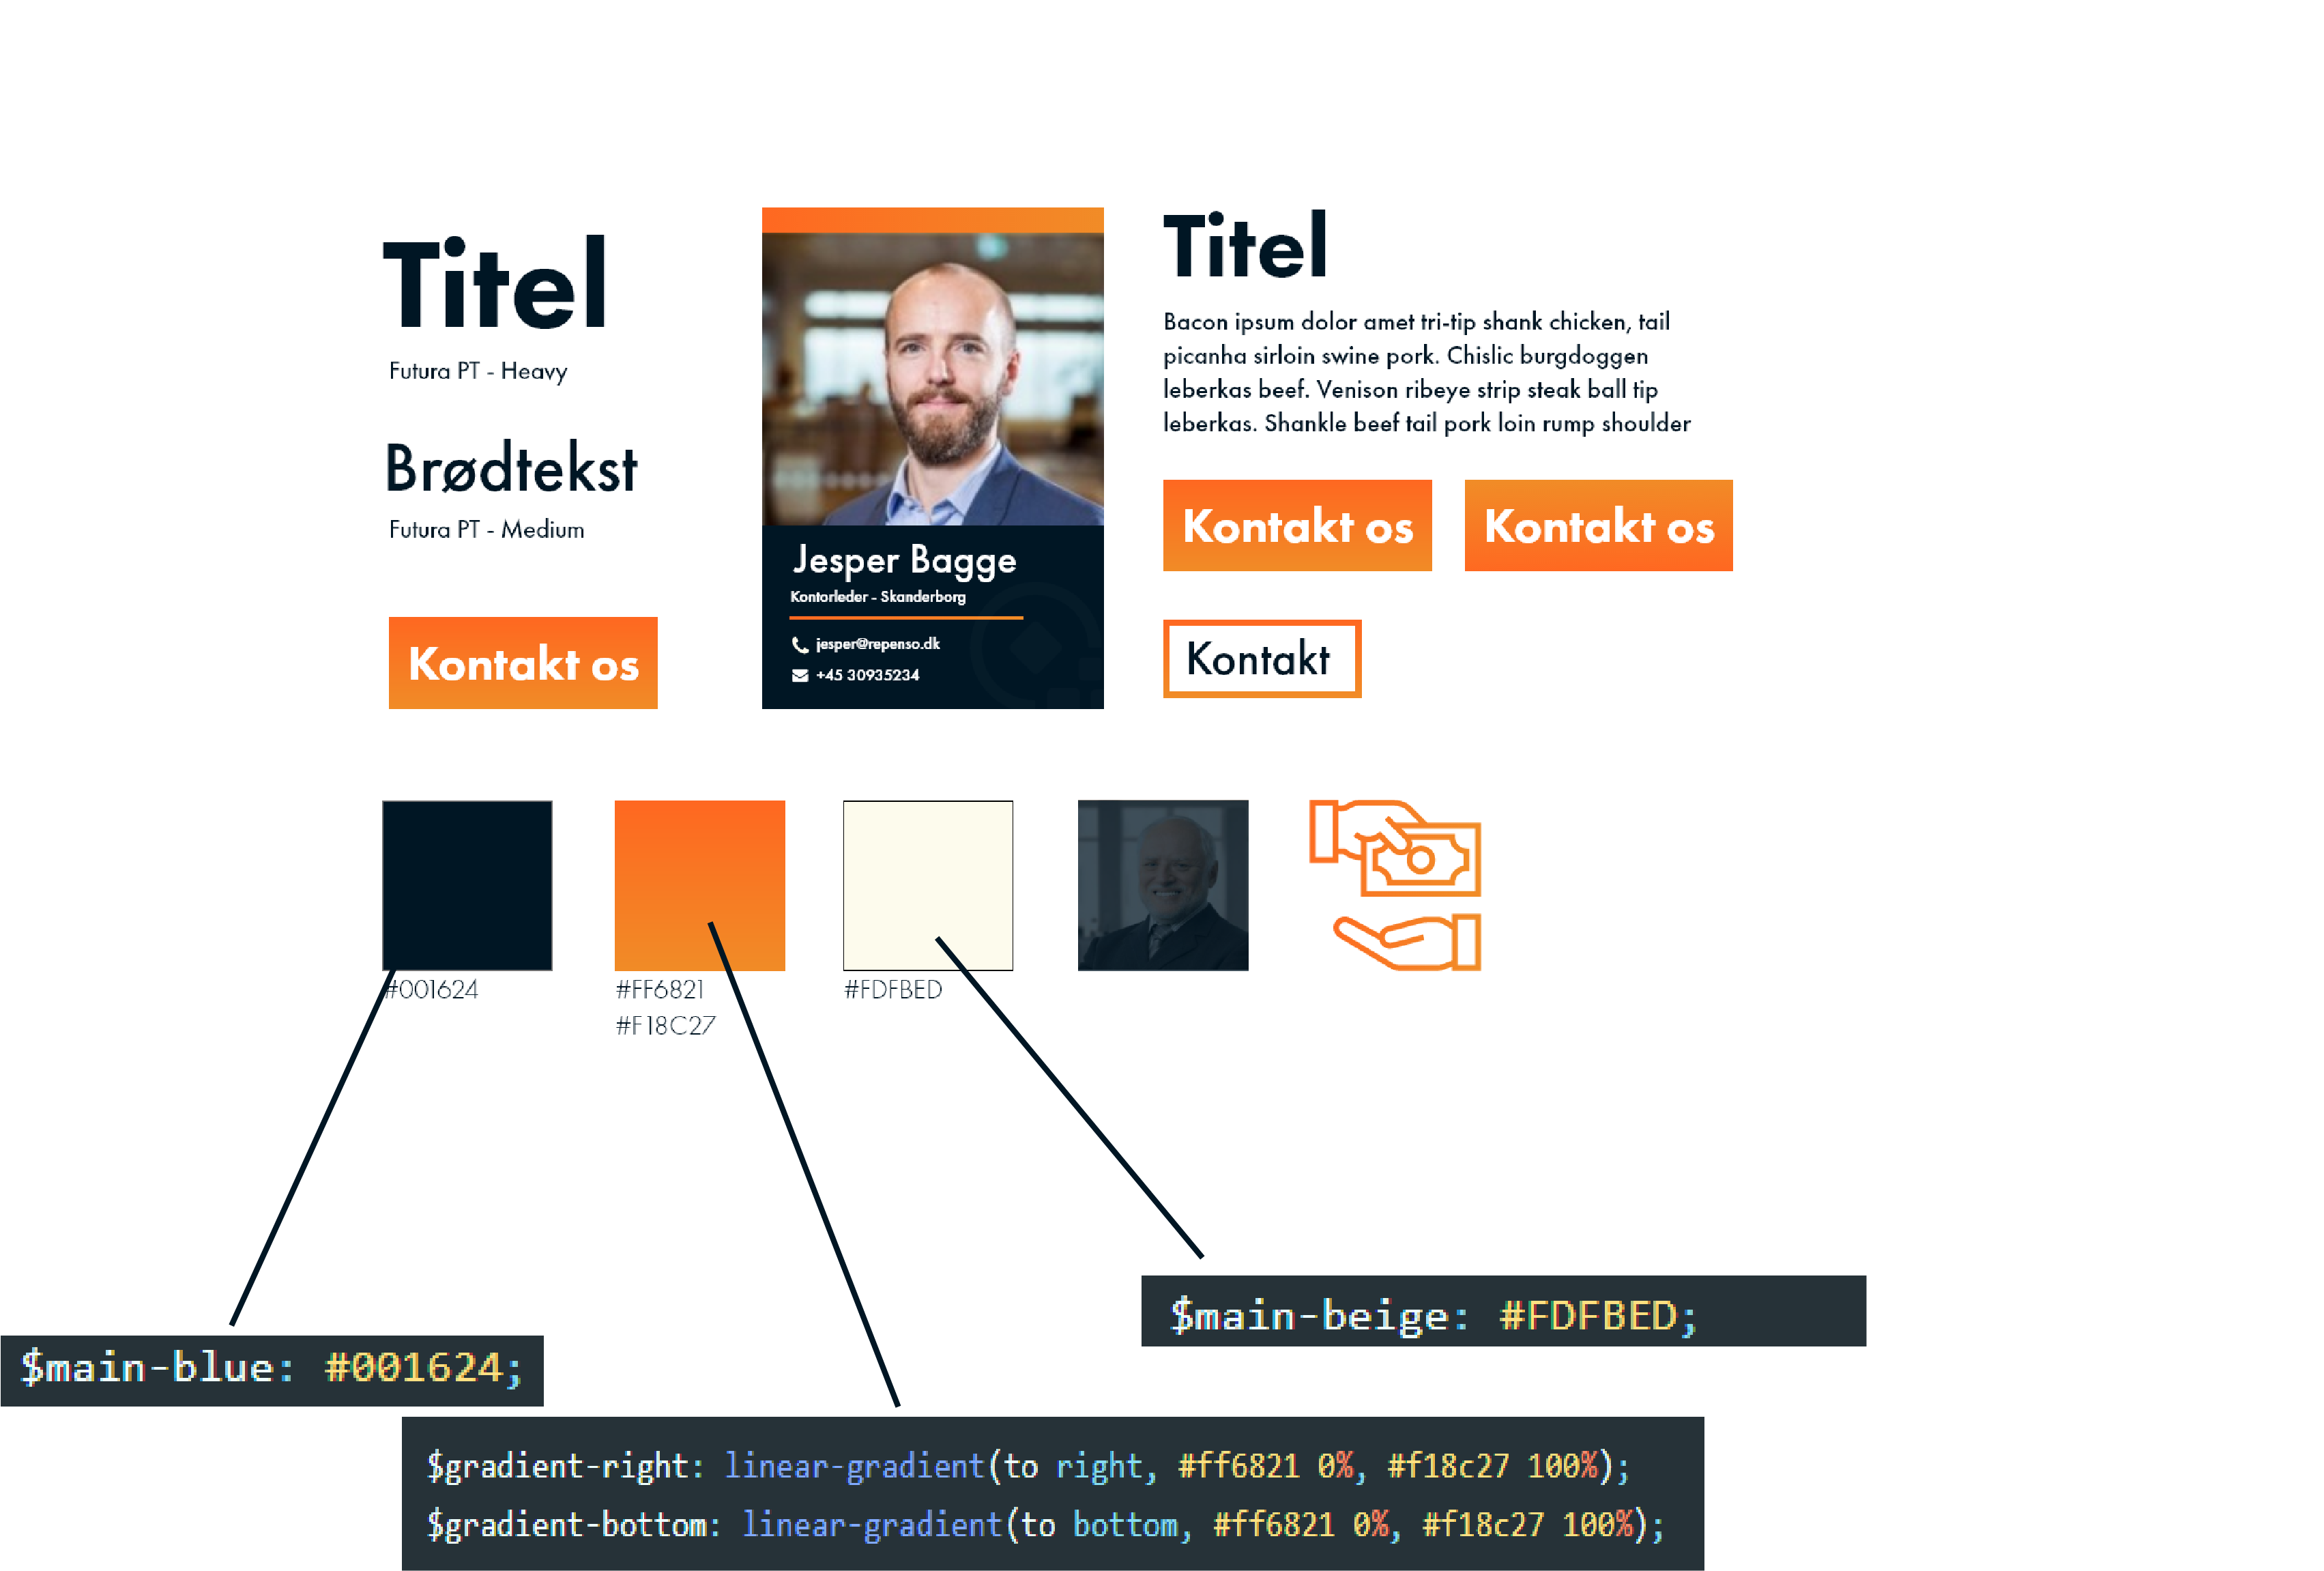 Titel
Futura PT - Heavy
Brødtekst
Futura PT - Medium
Kontakt os
Jesper Bagge
Kontorleder - Skanderborg
jesper@repenso.dk
+45 30935234
Titel
Bacon ipsum dolor amet tri-tip shank chicken, tail
picanha sirloin swine pork. Chislic burgdoggen
leberkas beef. Venison ribeye strip steak ball tip
leberkas. Shankle beef tail pork loin rump shoulder
Kontakt os
Kontakt os
Kontakt
#001624
#FF6821
#F18C27
#FDFBED
$main-beige: #FDFBED;
$main-blue: #001624;
$gradient-right: linear-gradient(to right, #ff6821 0%, #f18c27 100%);
$gradient-bottom: linear-gradient(to bottom, #ff6821 0%, #f18c27 100%);